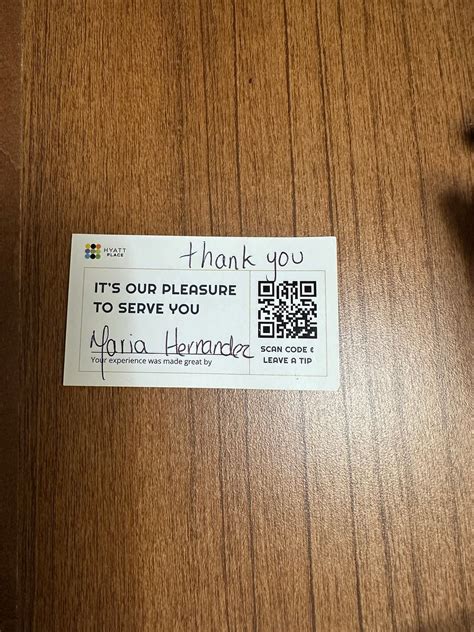 HYATT
PLACE
thank you
IT'S OUR PLEASURE
TO SERVE YOU
Maria Hernandez
Your experience was made great by
SCAN CODE &
LEAVE A TIP